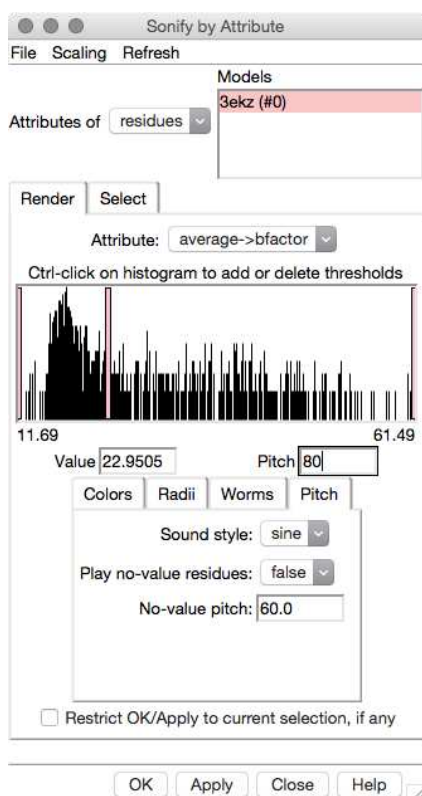 Sonify by Attribute
File Scaling Refresh
Models
3ekz (#0)
Attributes of residues
Render Select
Attribute: average->bfactor
Ctrl-click on histogram to add or delete thresholds
11.69 61.49
Value 22.9505 Pitch 80
Colors Radii Worms Pitch
Sound style: sine
Play no-value residues: false
No-value pitch: 60.0
Restrict OK/Apply to current selection, if any
OK Apply Close Help